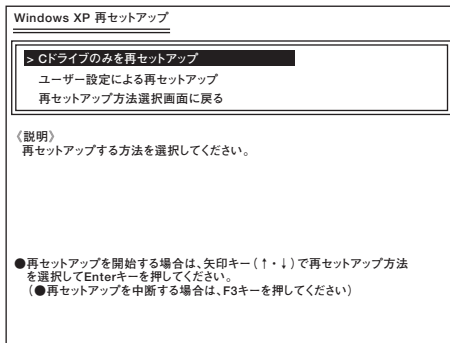 Windows XP 再セットアップ
> Cドライブのみを再セットアップ
ユーザー設定による再セットアップ
再セットアップ方法選択画面に戻る
《説明》
再セットアップする方法を選択してください。
●再セットアップを開始する場合は、矢印キー(↑・↓)で再セットアップ方法
を選択してEnterキーを押してください。
(●再セットアップを中断する場合は、F3キーを押してください)